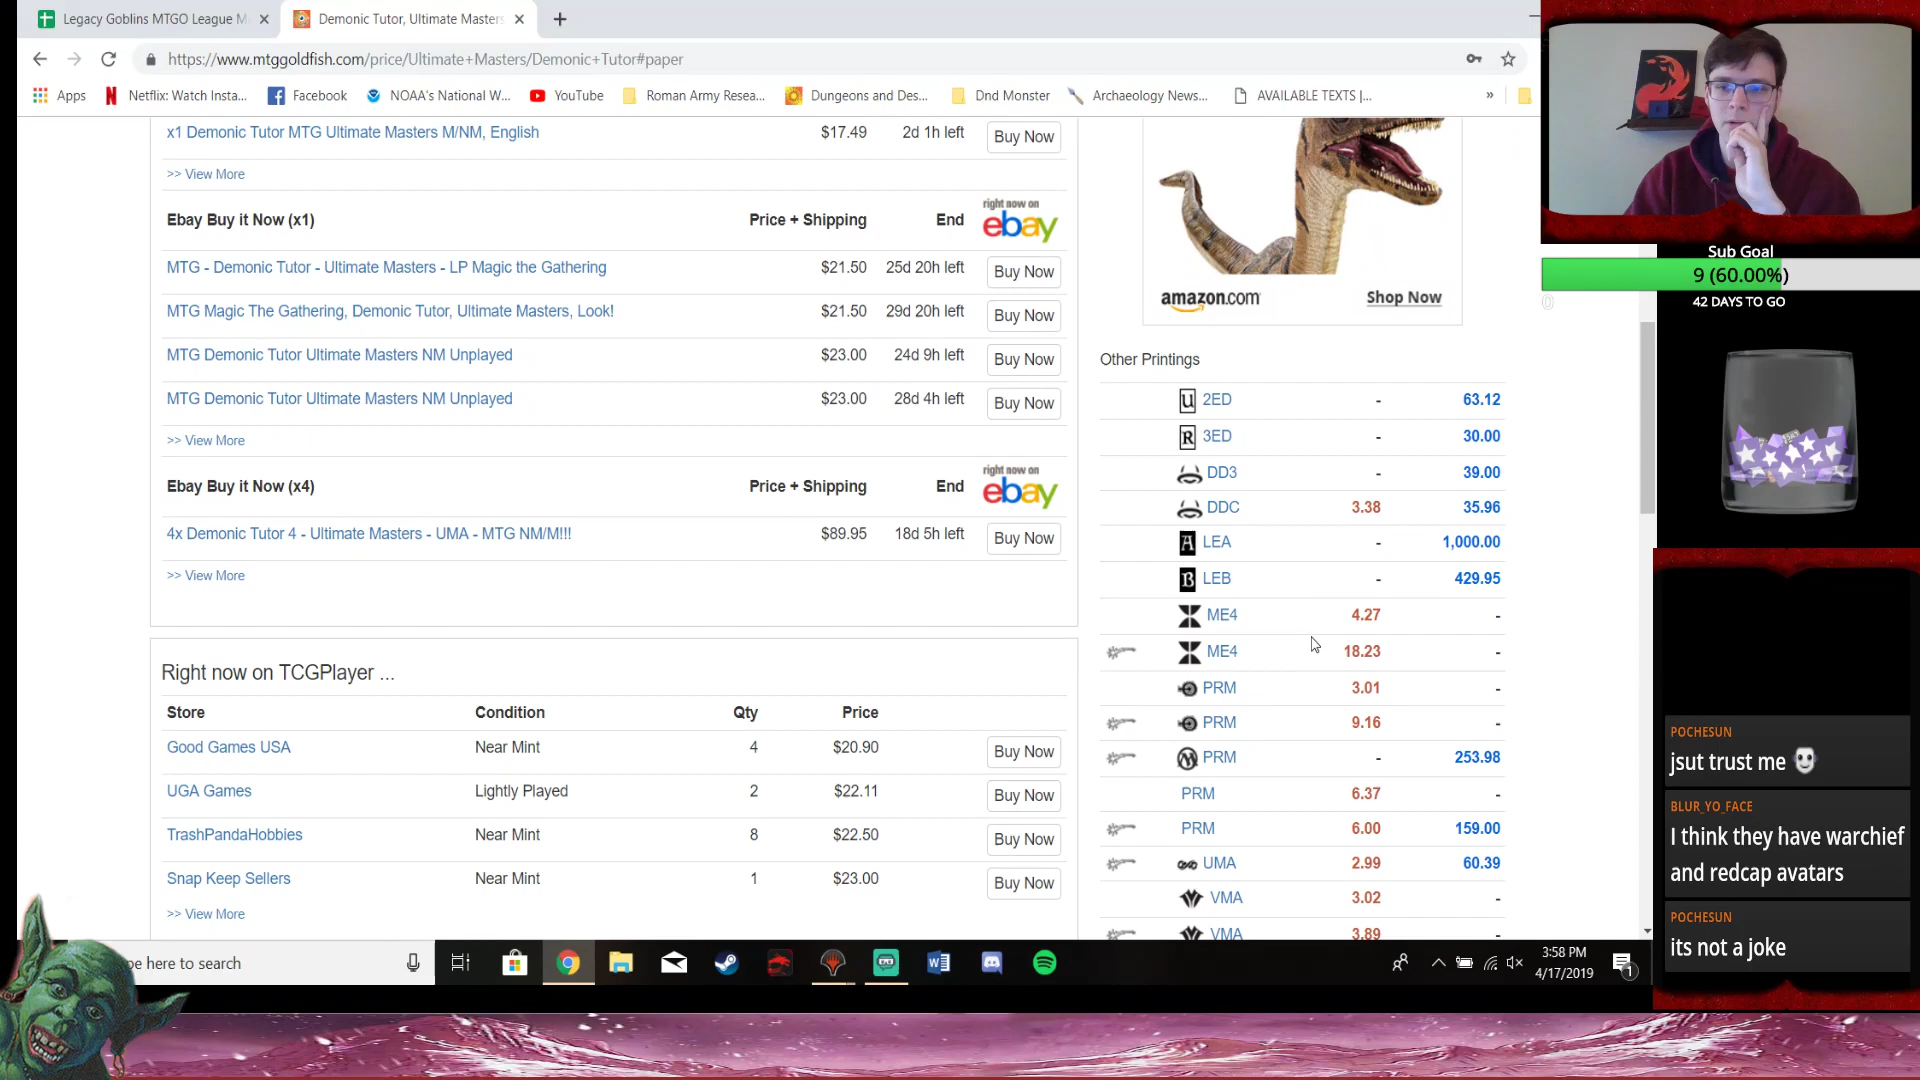 Legacy Goblins MTGO League M
Demonic Tutor, Ultimate Masters
https://www.mtggoldfish.com/price/Ultimate+Masters/Demonic+Tutor#paper
Apps
Netflix: Watch Insta...
Facebook
NOAA's National W...
YouTube
Roman Army Resea...
Dungeons and Des...
Dnd Monster
Archaeology News...
AVAILABLE TEXTS |...
»
x1 Demonic Tutor MTG Ultimate Masters M/NM, English $17.49 2d 1h left Buy Now
>> View More
Ebay Buy it Now (x1) Price + Shipping End right now on ebay
MTG - Demonic Tutor - Ultimate Masters - LP Magic the Gathering $21.50 25d 20h left Buy Now
MTG Magic The Gathering, Demonic Tutor, Ultimate Masters, Look! $21.50 29d 20h left Buy Now
MTG Demonic Tutor Ultimate Masters NM Unplayed $23.00 24d 9h left Buy Now
MTG Demonic Tutor Ultimate Masters NM Unplayed $23.00 28d 4h left Buy Now
>> View More
Ebay Buy it Now (x4) Price + Shipping End right now on ebay
4x Demonic Tutor 4 - Ultimate Masters - UMA - MTG NM/M!!! $89.95 18d 5h left Buy Now
>> View More
Right now on TCGPlayer ...
Store Condition Qty Price
Good Games USA Near Mint 4 $20.90 Buy Now
UGA Games Lightly Played 2 $22.11 Buy Now
TrashPandaHobbies Near Mint 8 $22.50 Buy Now
Snap Keep Sellers Near Mint 1 $23.00 Buy Now
>> View More
amazon.com Shop Now
Other Printings
U 2ED - 63.12
R 3ED - 30.00
DD3 - 39.00
DDC 3.38 35.96
A LEA - 1,000.00
B LEB - 429.95
ME4 4.27 -
ME4 18.23 -
PRM 3.01 -
PRM 9.16 -
PRM - 253.98
PRM 6.37 -
PRM 6.00 159.00
UMA 2.99 60.39
VMA 3.02 -
VMA 3.89 -
Sub Goal
9 (60.00%)
0
42 DAYS TO GO
POCHESUN
jsut trust me
BLUR_YO_FACE
I think they have warchief
and redcap avatars
POCHESUN
its not a joke
pe here to search
3:58 PM
4/17/2019
1